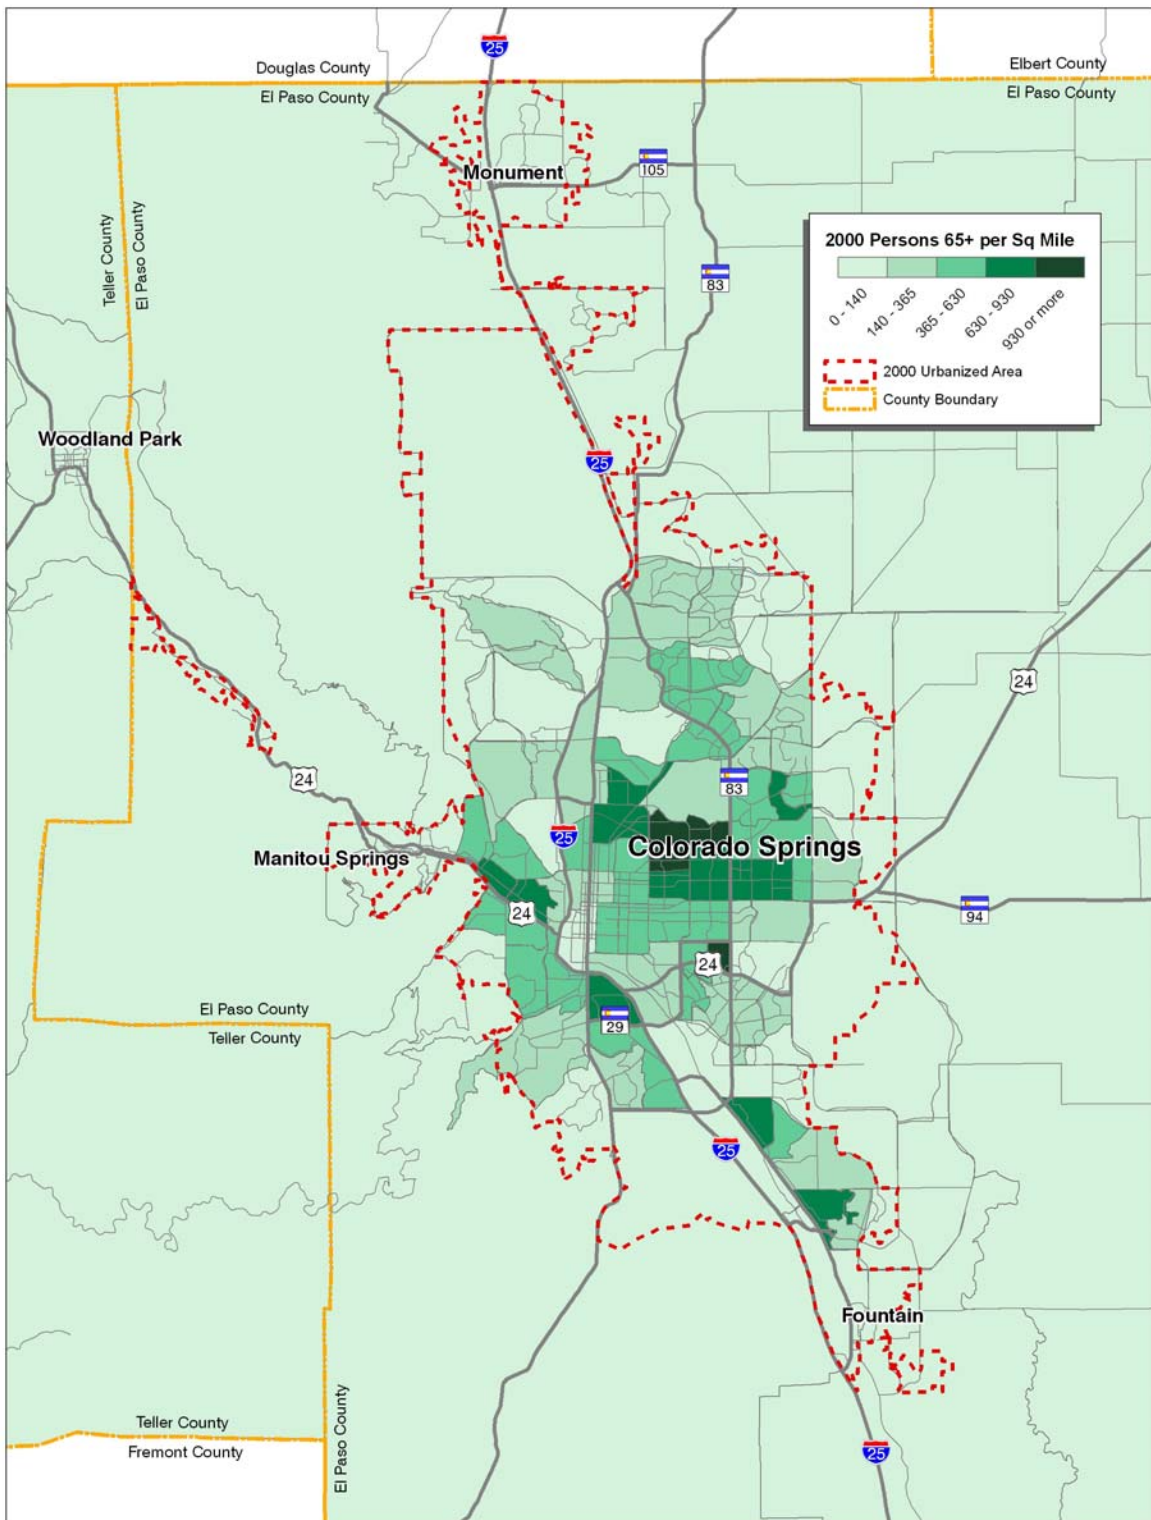 25
Douglas County
Elbert County
El Paso County
El Paso County
Monument
105
2000 Persons 65+ per Sq Mile
0 - 140
140 - 365
365 - 630
630 - 930
930 or more
2000 Urbanized Area
County Boundary
Teller County
El Paso County
83
Woodland Park
25
24
24
83
25
Colorado Springs
Manitou Springs
24
94
24
El Paso County
Teller County
29
25
Fountain
Teller County
Fremont County
El Paso County
25